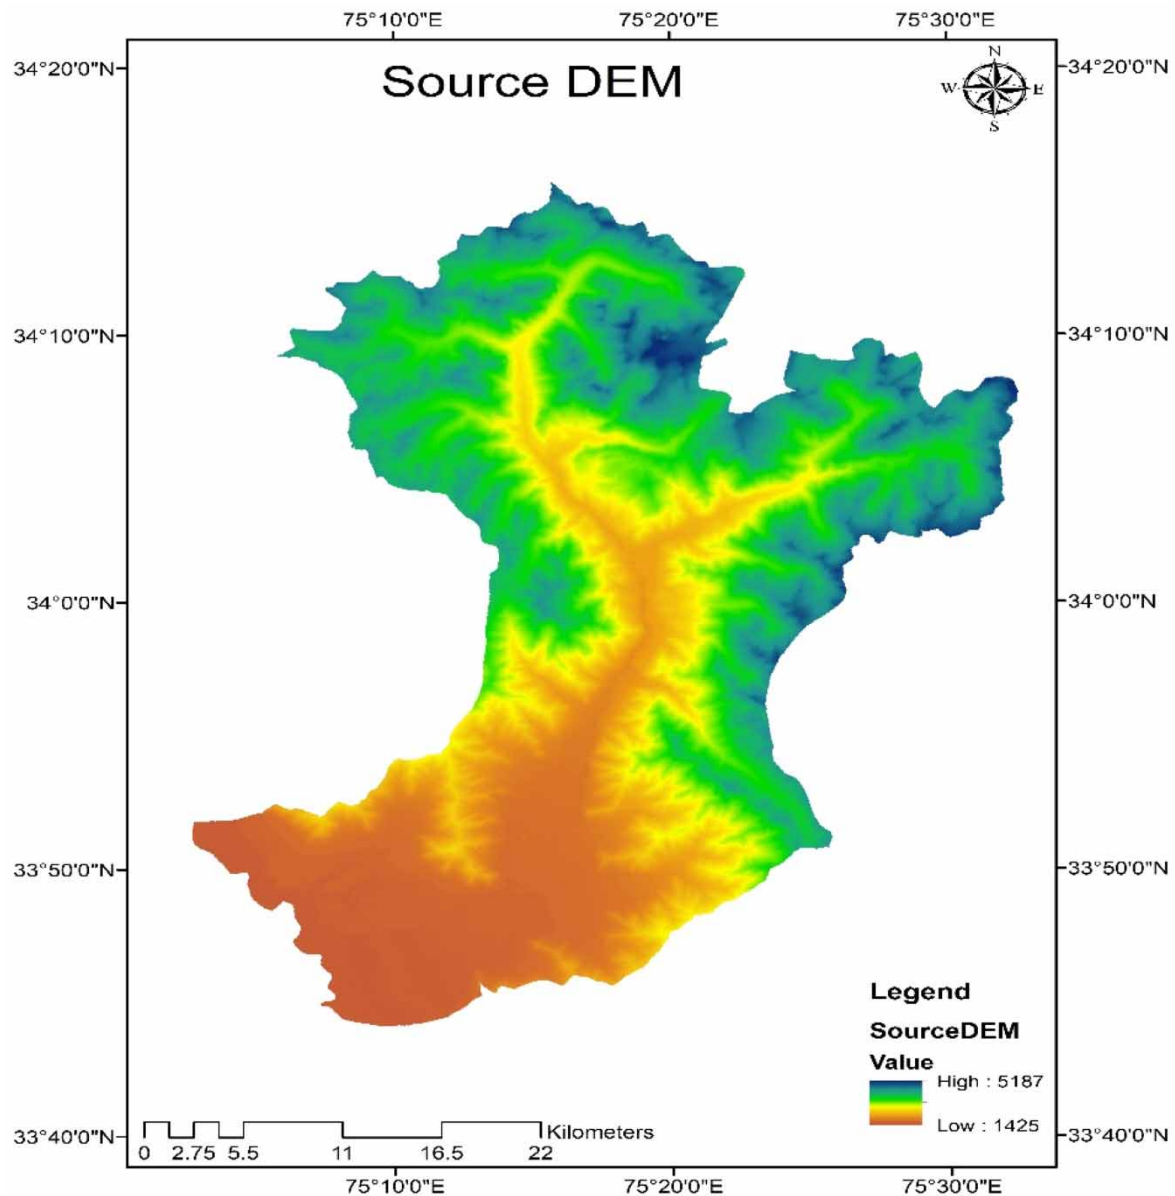 75°10'0"E 75°20'0"E 75°30'0"E
34°20'0"N 34°20'0"N
Source DEM
N
W E
S
34°10'0"N 34°10'0"N
34°0'0"N 34°0'0"N
33°50'0"N 33°50'0"N
Legend
SourceDEM
Value
High : 5187
Low : 1425
Kilometers
0 2.75 5.5 11 16.5 22
33°40'0"N 33°40'0"N
75°10'0"E 75°20'0"E 75°30'0"E